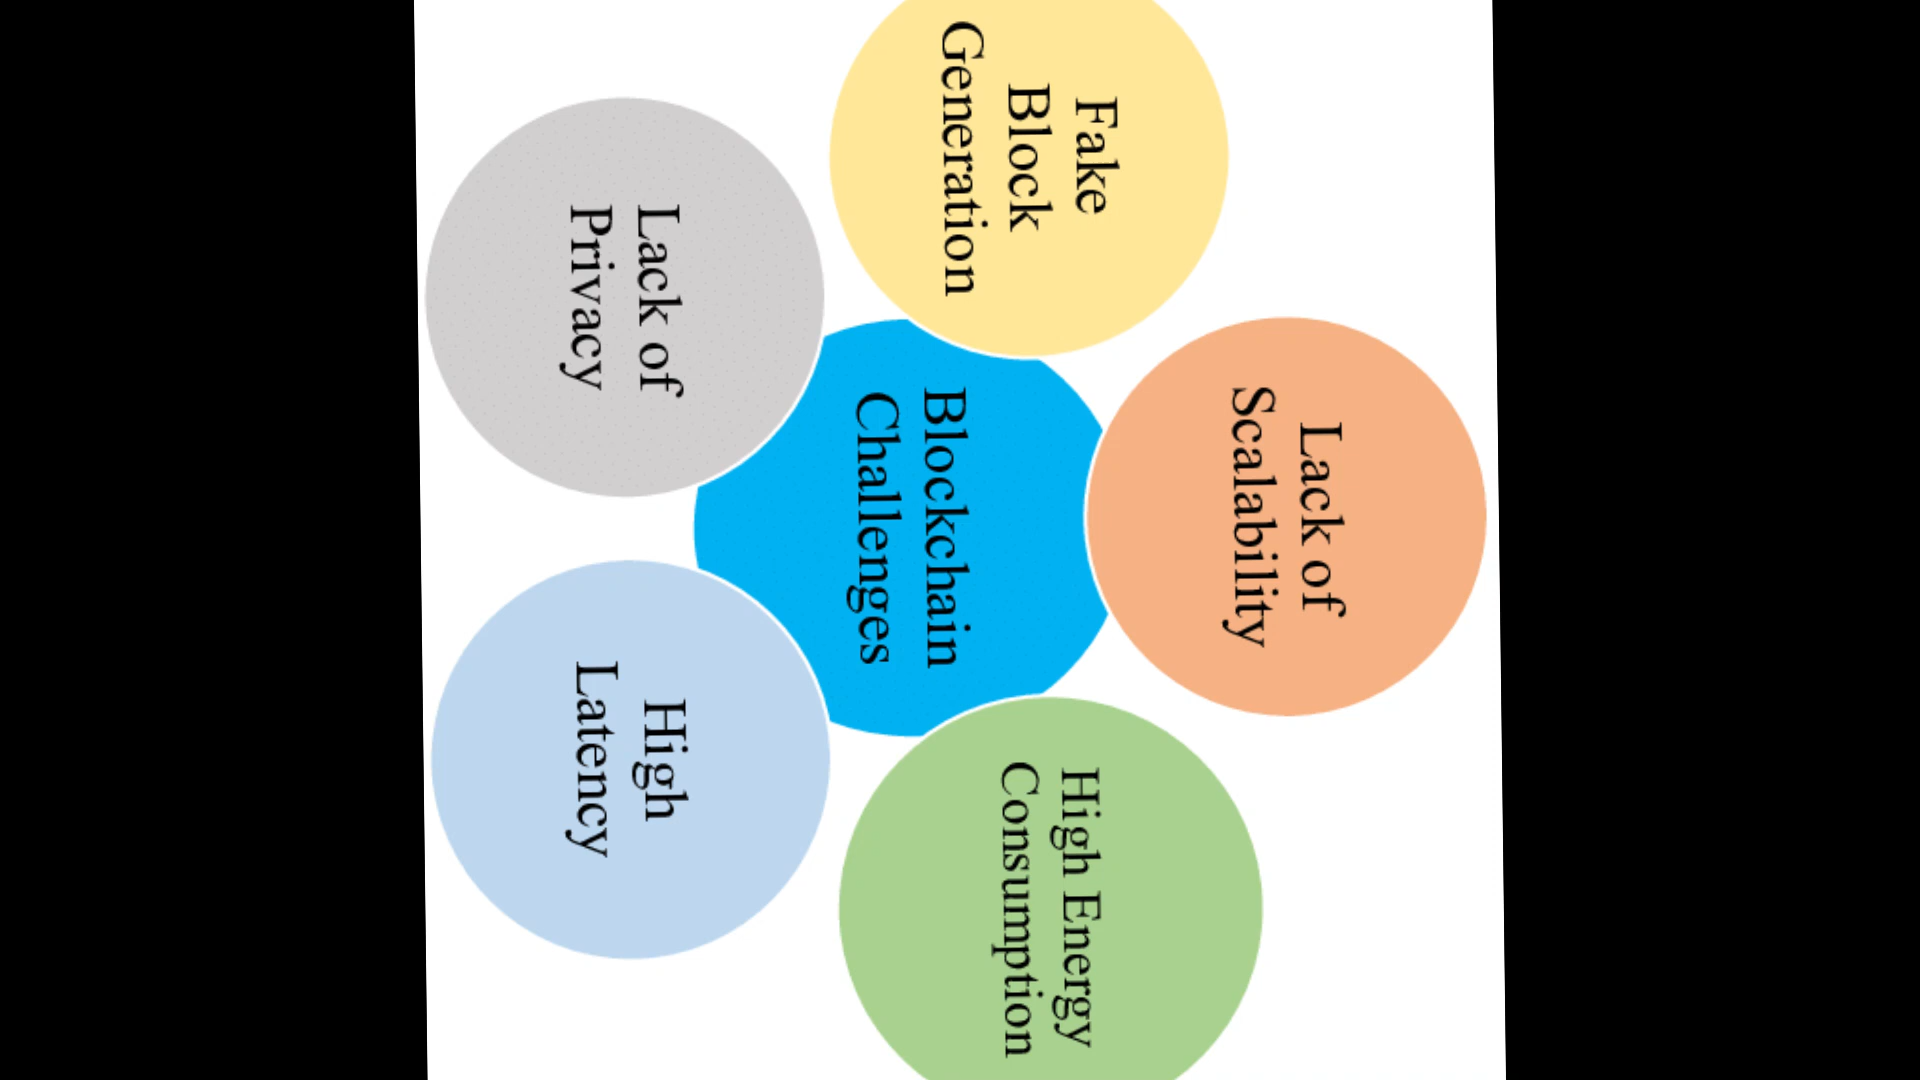 Lack of
Scalability
Fake
Block
Generation
High Energy
Consumption
Blockchain
Challenges
Lack of
Privacy
High
Latency